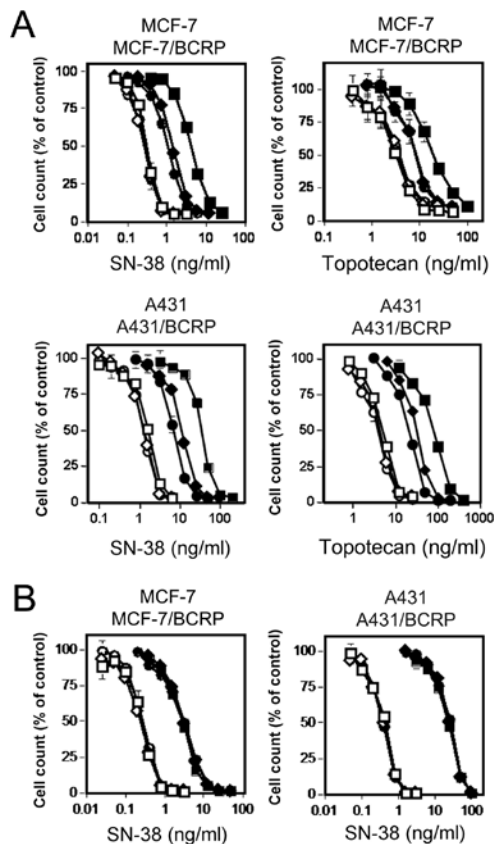 A
MCF-7
MCF-7/BCRP
Cell count (% of control)
100
75
50
25
0.01 0.1 1 10 100
SN-38 (ng/ml)
MCF-7
MCF-7/BCRP
Cell count (% of control)
100
75
50
25
0.1 1 10 100
Topotecan (ng/ml)
A431
A431/BCRP
Cell count (% of control)
100
75
50
25
0.1 1 10 100
SN-38 (ng/ml)
A431
A431/BCRP
Cell count (% of control)
100
75
50
25
1 10 100 1000
Topotecan (ng/ml)
B
MCF-7
MCF-7/BCRP
Cell count (% of control)
100
75
50
25
0
0.01 0.1 1 10 100
SN-38 (ng/ml)
A431
A431/BCRP
Cell count (% of control)
100
75
50
25
0
0.01 0.1 1 10 100
SN-38 (ng/ml)